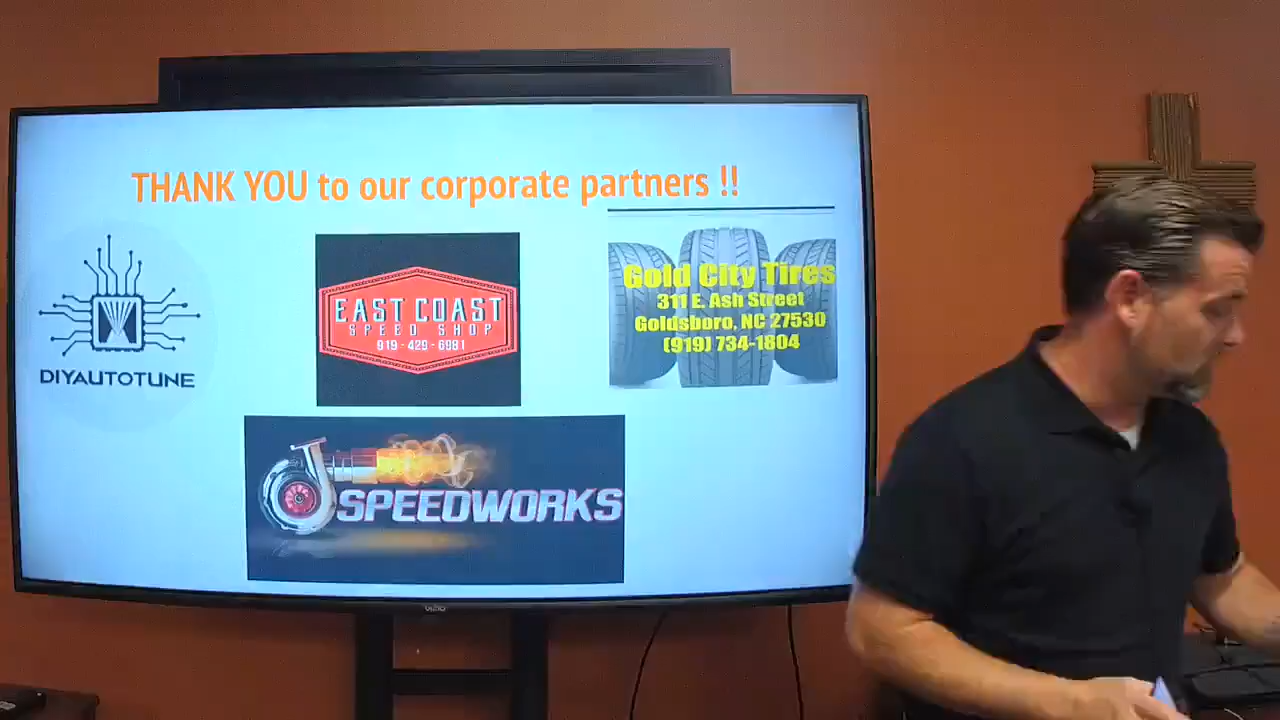 THANK YOU to our corporate partners !!
DIYAUTOTUNE
EAST COAST
SPEED SHOP
919 - 429 - 6981
Gold City Tires
311 E. Ash Street
Goldsboro, NC 27530
(919) 734-1804
SPEEDWORKS
VIZIO